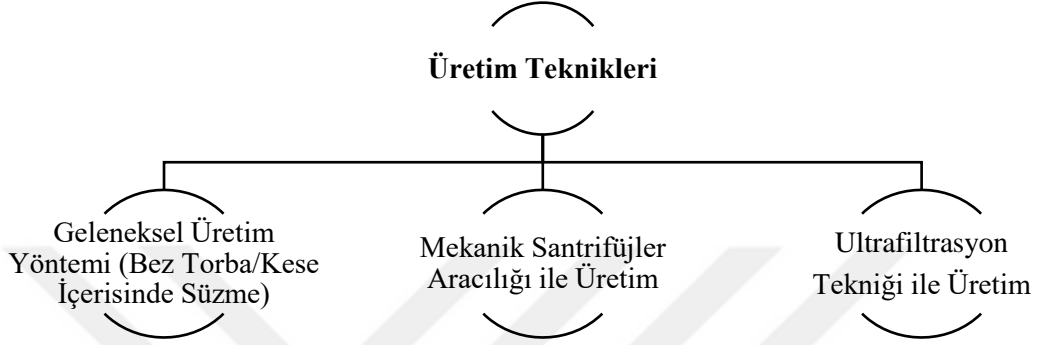 Üretim Teknikleri
Geleneksel Üretim
Yöntemi (Bez Torba/Kese
İçerisinde Süzme)
Mekanik Santrifüjler
Aracılığı ile Üretim
Ultrafiltrasyon
Tekniği ile Üretim